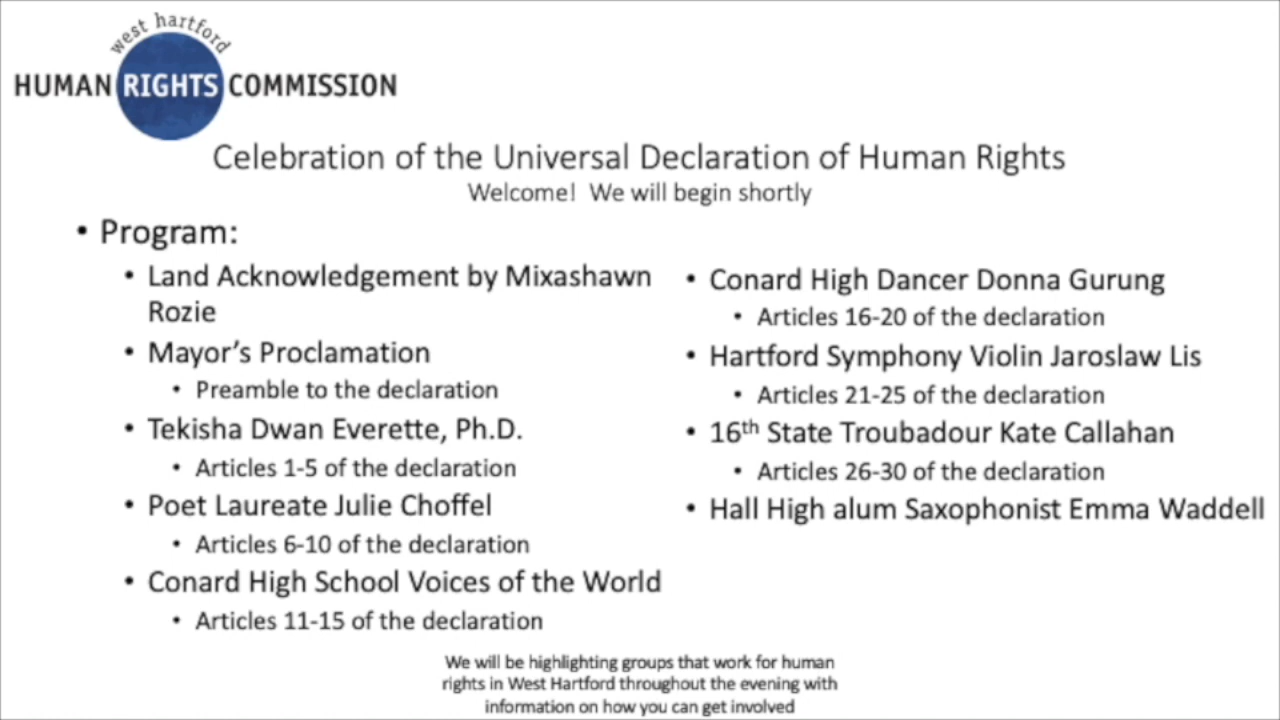 west hartford
HUMAN RIGHTS COMMISSION
Celebration of the Universal Declaration of Human Rights
Welcome! We will begin shortly
• Program:
• Land Acknowledgement by Mixashawn
Rozie
• Mayor's Proclamation
• Preamble to the declaration
• Tekisha Dwan Everette, Ph.D.
• Articles 1-5 of the declaration
• Poet Laureate Julie Choffel
• Articles 6-10 of the declaration
• Conard High School Voices of the World
• Articles 11-15 of the declaration
• Conard High Dancer Donna Gurung
• Articles 16-20 of the declaration
• Hartford Symphony Violin Jaroslaw Lis
• Articles 21-25 of the declaration
• 16th State Troubadour Kate Callahan
• Articles 26-30 of the declaration
• Hall High alum Saxophonist Emma Waddell
We will be highlighting groups that work for human
rights in West Hartford throughout the evening with
information on how you can get involved